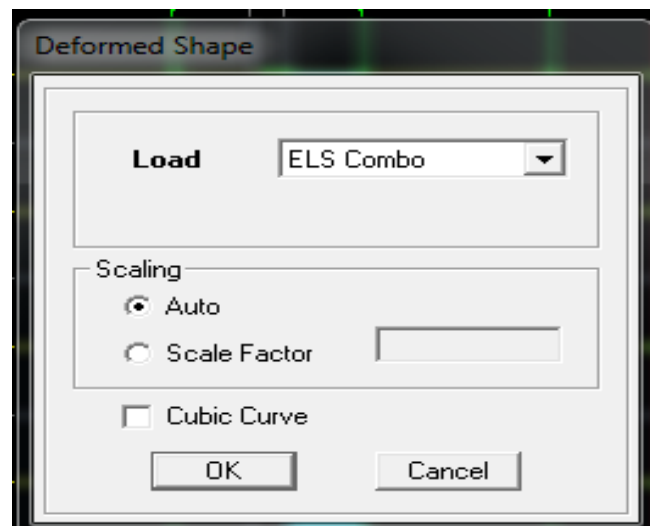 Deformed Shape
Load ELS Combo
Scaling
Auto
Scale Factor
Cubic Curve
OK Cancel